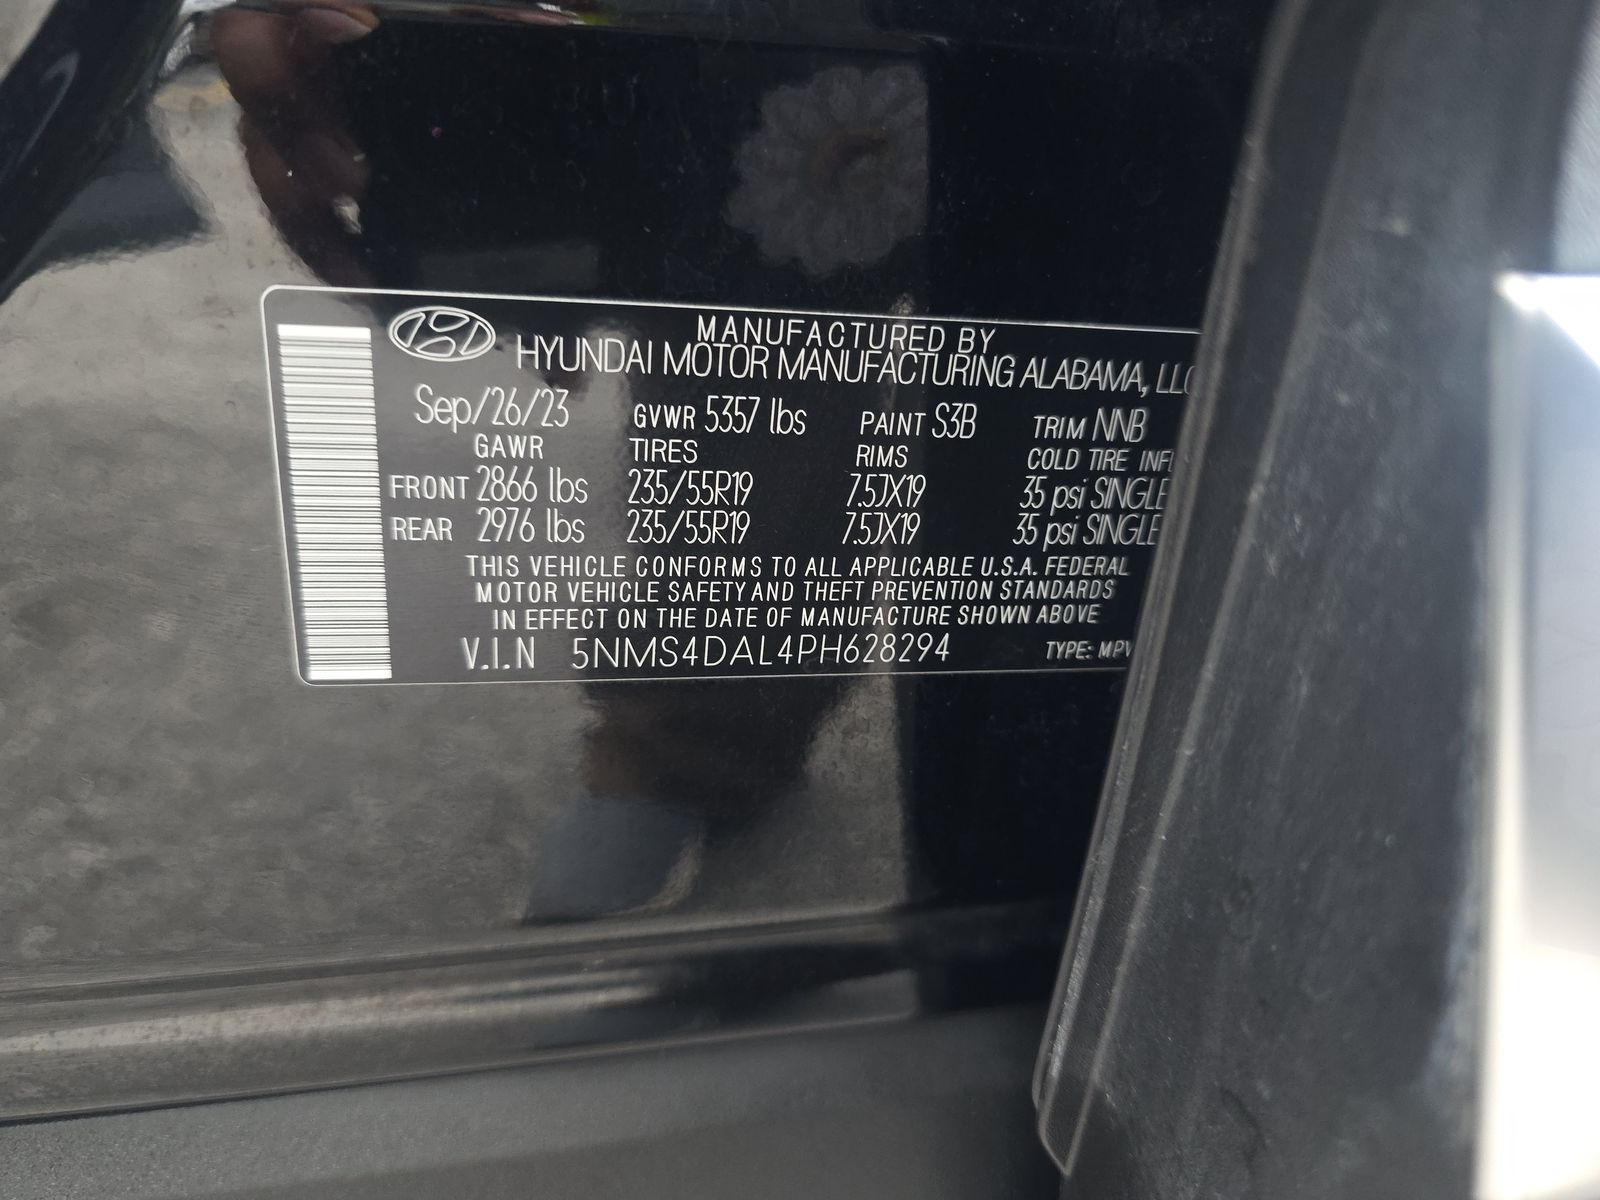 MANUFACTURED BY
HYUNDAI MOTOR MANUFACTURING ALABAMA, LLC
Sep/26/23 GVWR 5357 lbs PAINT S3B TRIM NNB
GAWR TIRES RIMS COLD TIRE INFL
FRONT 2866 lbs 235/55R19 7.5JX19 35 psi SINGLE
REAR 2976 lbs 235/55R19 7.5JX19 35 psi SINGLE
THIS VEHICLE CONFORMS TO ALL APPLICABLE U.S.A. FEDERAL
MOTOR VEHICLE SAFETY AND THEFT PREVENTION STANDARDS
IN EFFECT ON THE DATE OF MANUFACTURE SHOWN ABOVE
V.I.N 5NMS4DAL4PH628294 TYPE: MPV